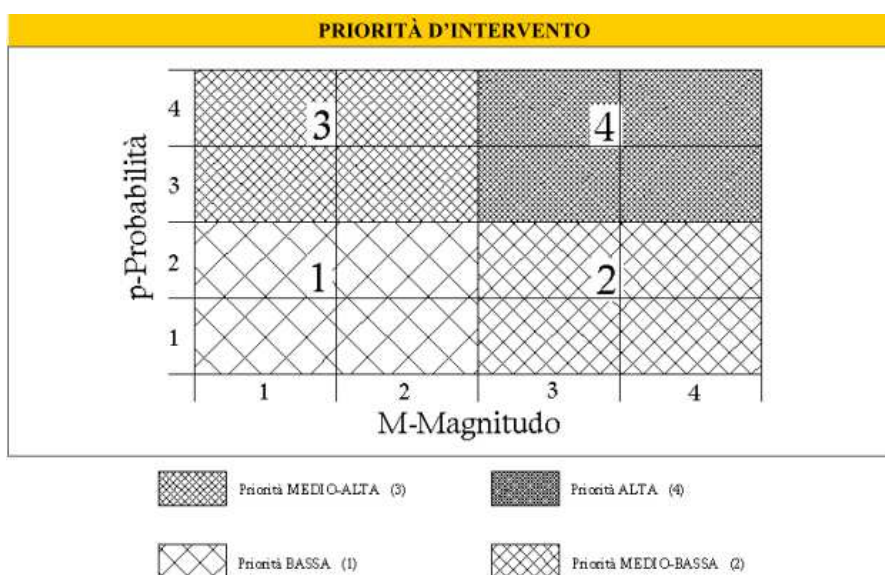 PRIORITÀ D'INTERVENTO
4
3
4
3
p-Probabilità
2
1
2
1
1
2
3
4
M-Magnitudo
Priorità MEDIO-ALTA (3)
Priorità ALTA (4)
Priorità BASSA (1)
Priorità MEDIO-BASSA (2)